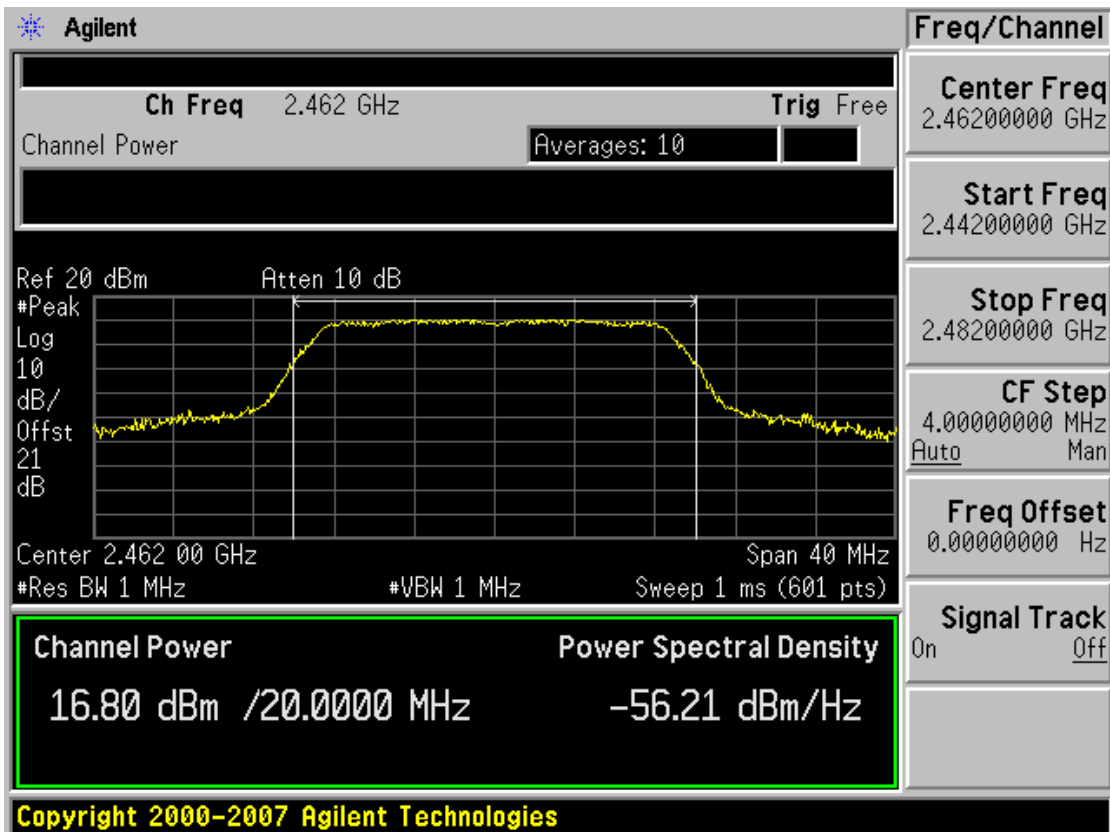 Agilent
Freq/Channel
Ch Freq 2.462 GHz Trig Free
Channel Power Averages: 10
Ref 20 dBm Atten 10 dB
#Peak
Log
10
dB/
Offst
21
dB
Center 2.462 00 GHz Span 40 MHz
#Res BW 1 MHz #VBW 1 MHz Sweep 1 ms (601 pts)
Channel Power Power Spectral Density
16.80 dBm /20.0000 MHz -56.21 dBm/Hz
Center Freq
2.46200000 GHz
Start Freq
2.44200000 GHz
Stop Freq
2.48200000 GHz
CF Step
4.00000000 MHz
Auto Man
Freq Offset
0.00000000 Hz
Signal Track
On Off
Copyright 2000-2007 Agilent Technologies